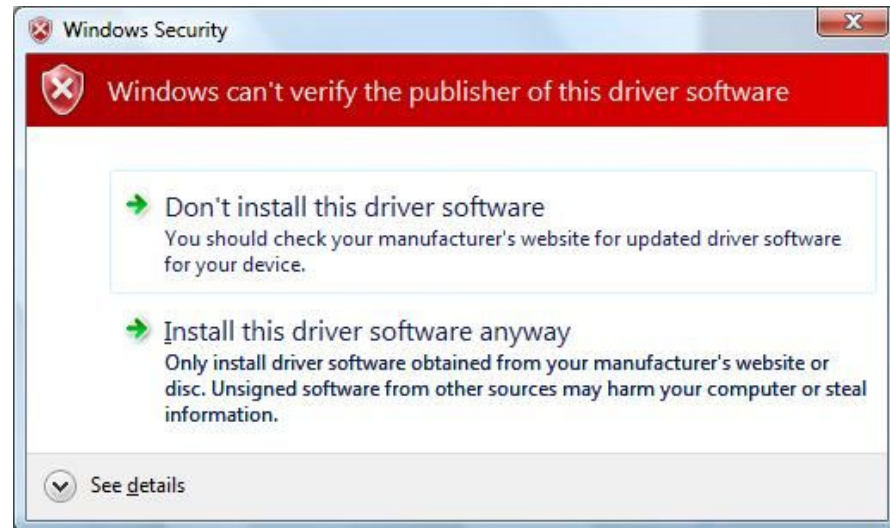 Windows Security
Windows can't verify the publisher of this driver software
Don't install this driver software
You should check your manufacturer's website for updated driver software
for your device.
Install this driver software anyway
Only install driver software obtained from your manufacturer's website or
disc. Unsigned software from other sources may harm your computer or steal
information.
See details